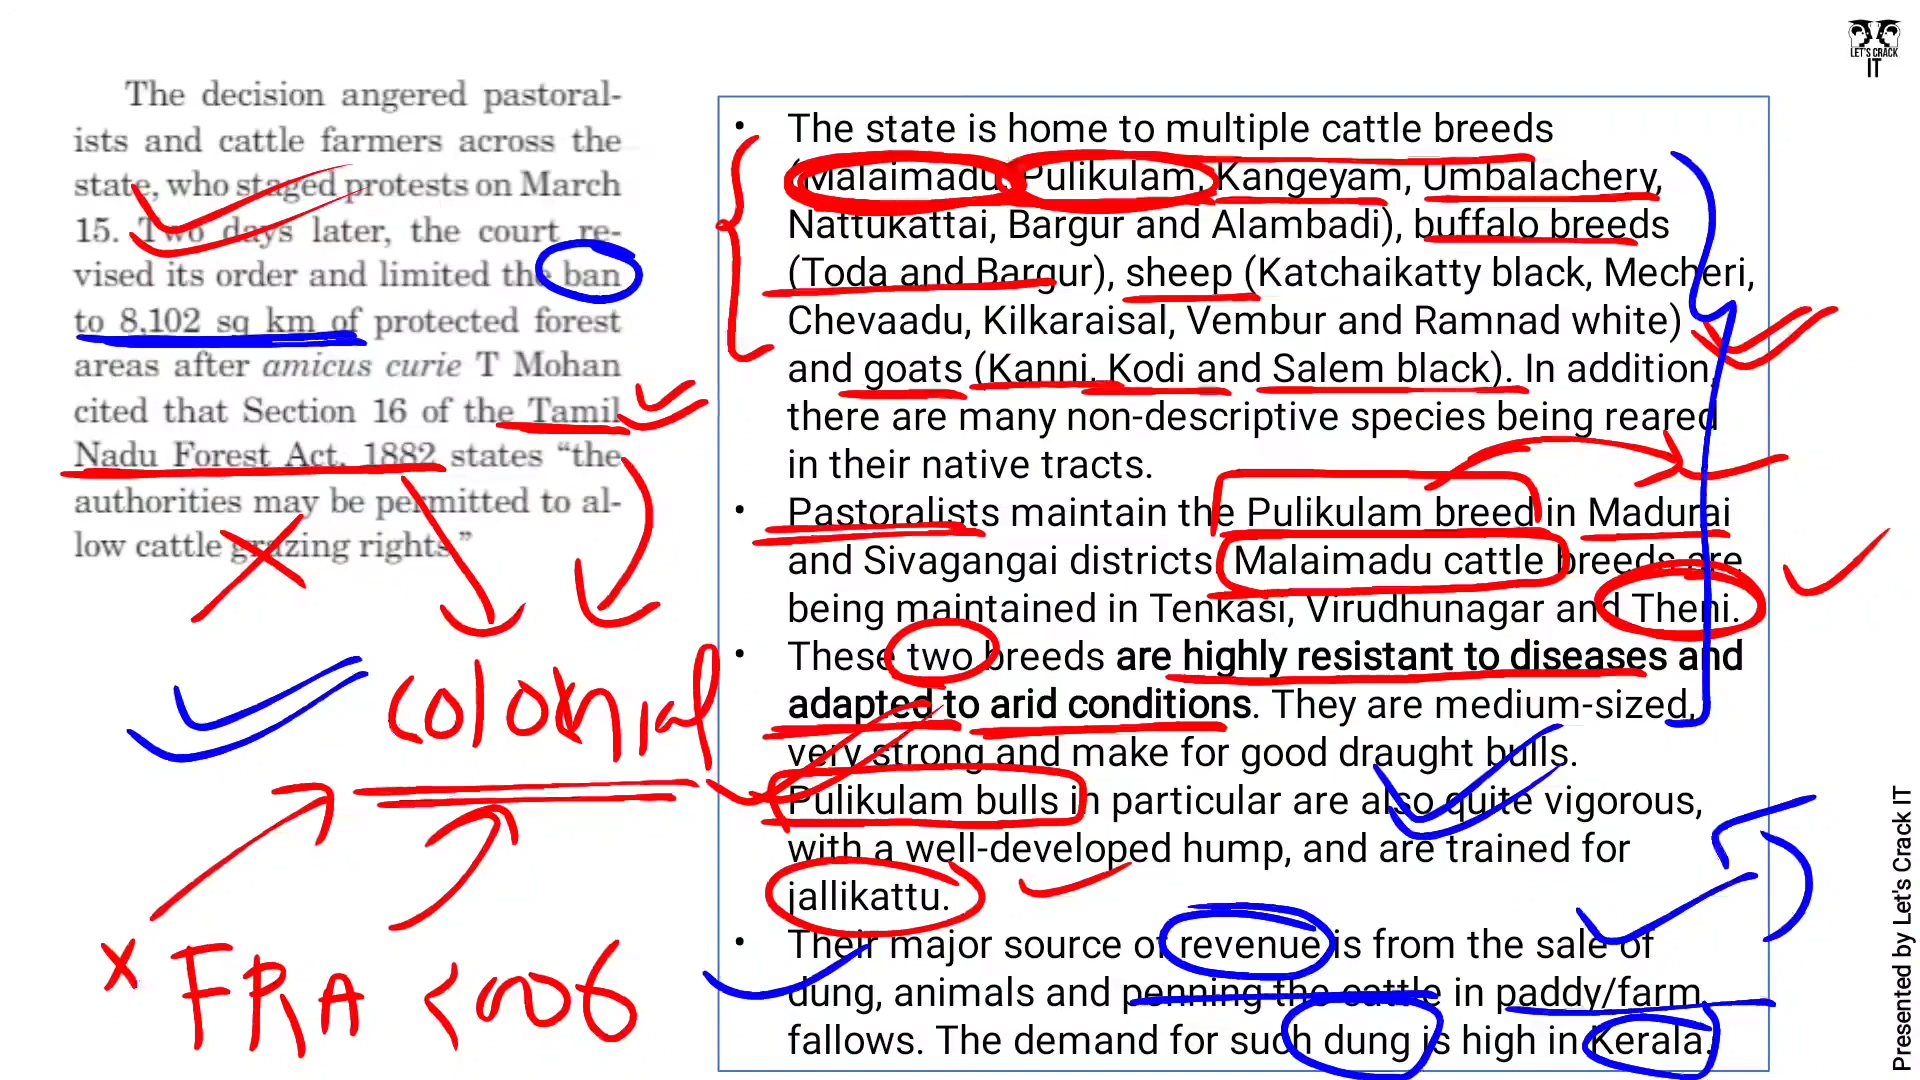 LET'S CRACK
IT
The decision angered pastoral-
ists and cattle farmers across the
state, who staged protests on March
15. Two days later, the court re-
vised its order and limited the ban
to 8,102 sq km of protected forest
areas after amicus curie T Mohan
cited that Section 16 of the Tamil
Nadu Forest Act, 1882 states “the
authorities may be permitted to al-
low cattle grazing rights.”
colonial
FRA 2006
• The state is home to multiple cattle breeds
(Malaimadu, Pulikulam, Kangeyam, Umbalachery,
Nattukattai, Bargur and Alambadi), buffalo breeds
(Toda and Bargur), sheep (Katchaikatty black, Mecheri,
Chevaadu, Kilkaraisal, Vembur and Ramnad white)
and goats (Kanni, Kodi and Salem black). In addition,
there are many non-descriptive species being reared
in their native tracts.
• Pastoralists maintain the Pulikulam breed in Madurai
and Sivagangai districts. Malaimadu cattle breeds are
being maintained in Tenkasi, Virudhunagar and Theni.
• These two breeds are highly resistant to diseases and
adapted to arid conditions. They are medium-sized,
very strong and make for good draught bulls.
Pulikulam bulls in particular are also quite vigorous,
with a well-developed hump, and are trained for
jallikattu.
• Their major source of revenue is from the sale of
dung, animals and penning the cattle in paddy/farm
fallows. The demand for such dung is high in Kerala.
Presented by Let's Crack IT